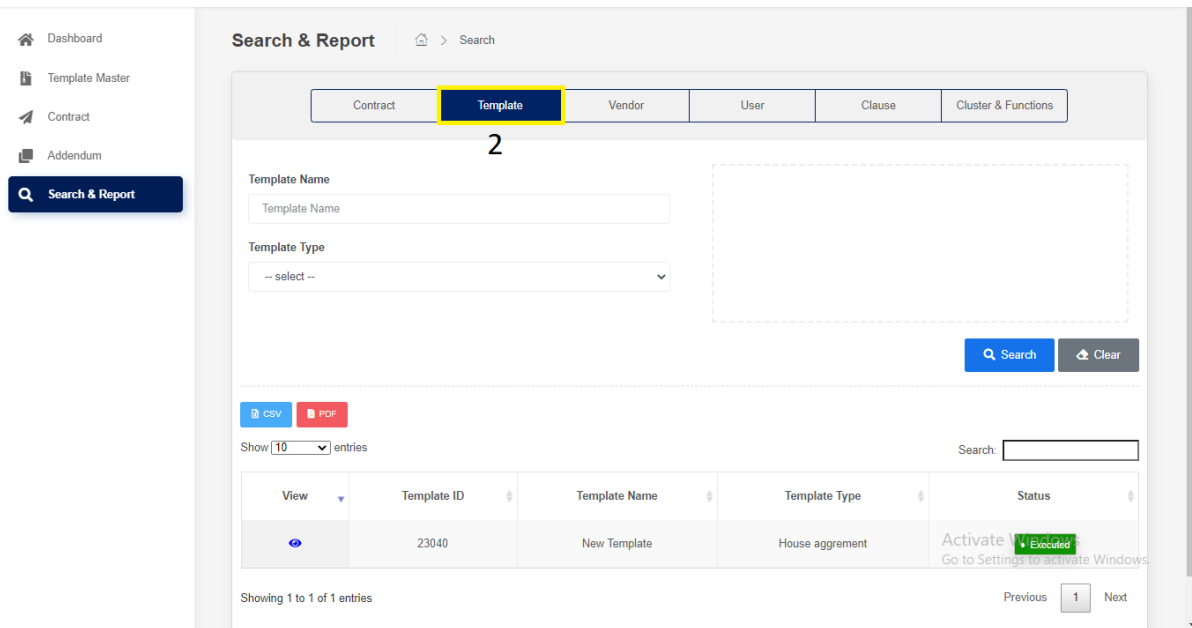 Dashboard
Template Master
Contract
Addendum
Search & Report
Search & Report > Search
Contract Template Vendor User Clause Cluster & Functions
2
Template Name
Template Name
Template Type
-- select --
Search Clear
CSV PDF
Show 10 entries
Search:
View Template ID Template Name Template Type Status
23040 New Template House aggrement • Executed
Activate Windows
Go to Settings to activate Windows.
Showing 1 to 1 of 1 entries
Previous 1 Next